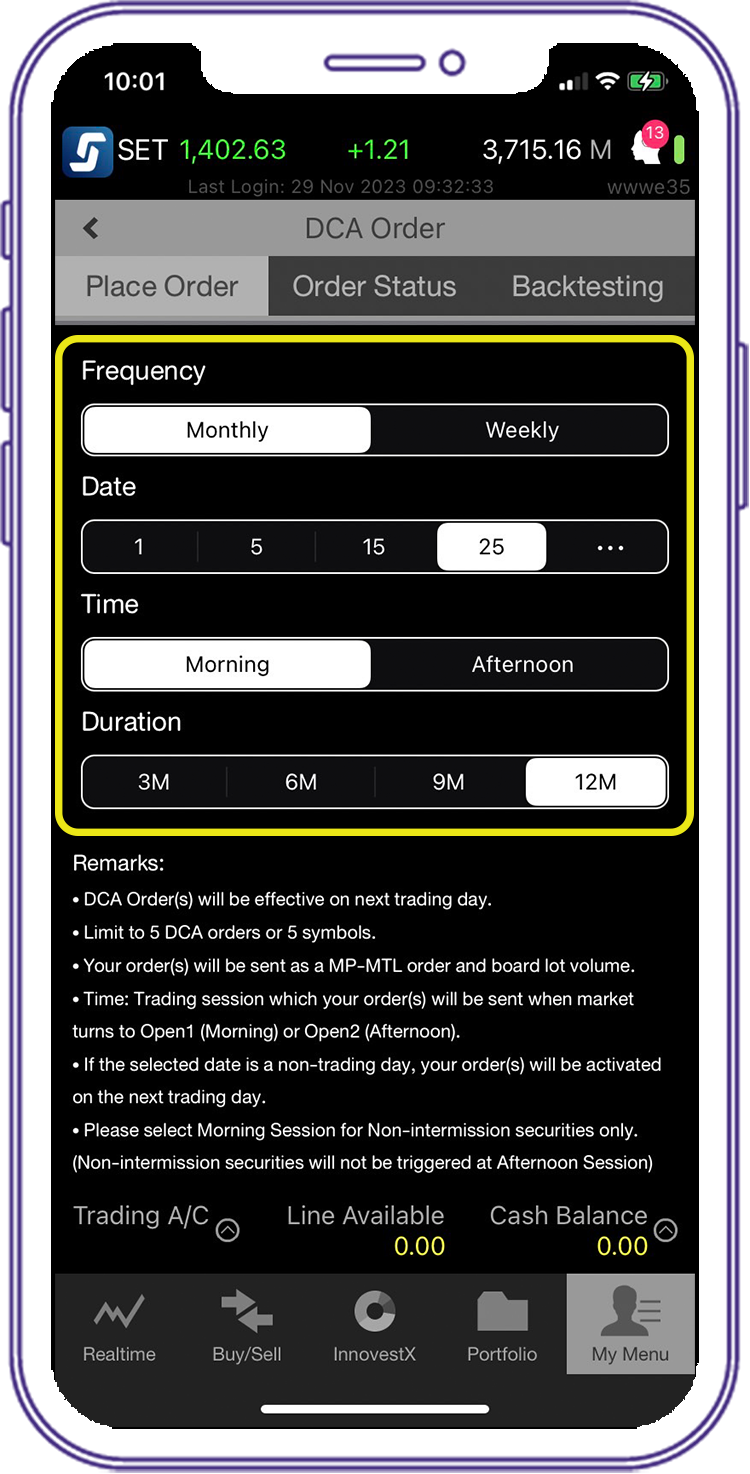 10:01
SET 1,402.63 +1.21 3,715.16 M 13
Last Login: 29 Nov 2023 09:32:33 wwwe35
DCA Order
Place Order Order Status Backtesting
Frequency
Monthly Weekly
Date
1 5 15 25 ...
Time
Morning Afternoon
Duration
3M 6M 9M 12M
Remarks:
• DCA Order(s) will be effective on next trading day.
• Limit to 5 DCA orders or 5 symbols.
• Your order(s) will be sent as a MP-MTL order and board lot volume.
• Time: Trading session which your order(s) will be sent when market
turns to Open1 (Morning) or Open2 (Afternoon).
• If the selected date is a non-trading day, your order(s) will be activated
on the next trading day.
• Please select Morning Session for Non-intermission securities only.
(Non-intermission securities will not be triggered at Afternoon Session)
Trading A/C Line Available Cash Balance
0.00 0.00
Realtime Buy/Sell InnovestX Portfolio My Menu